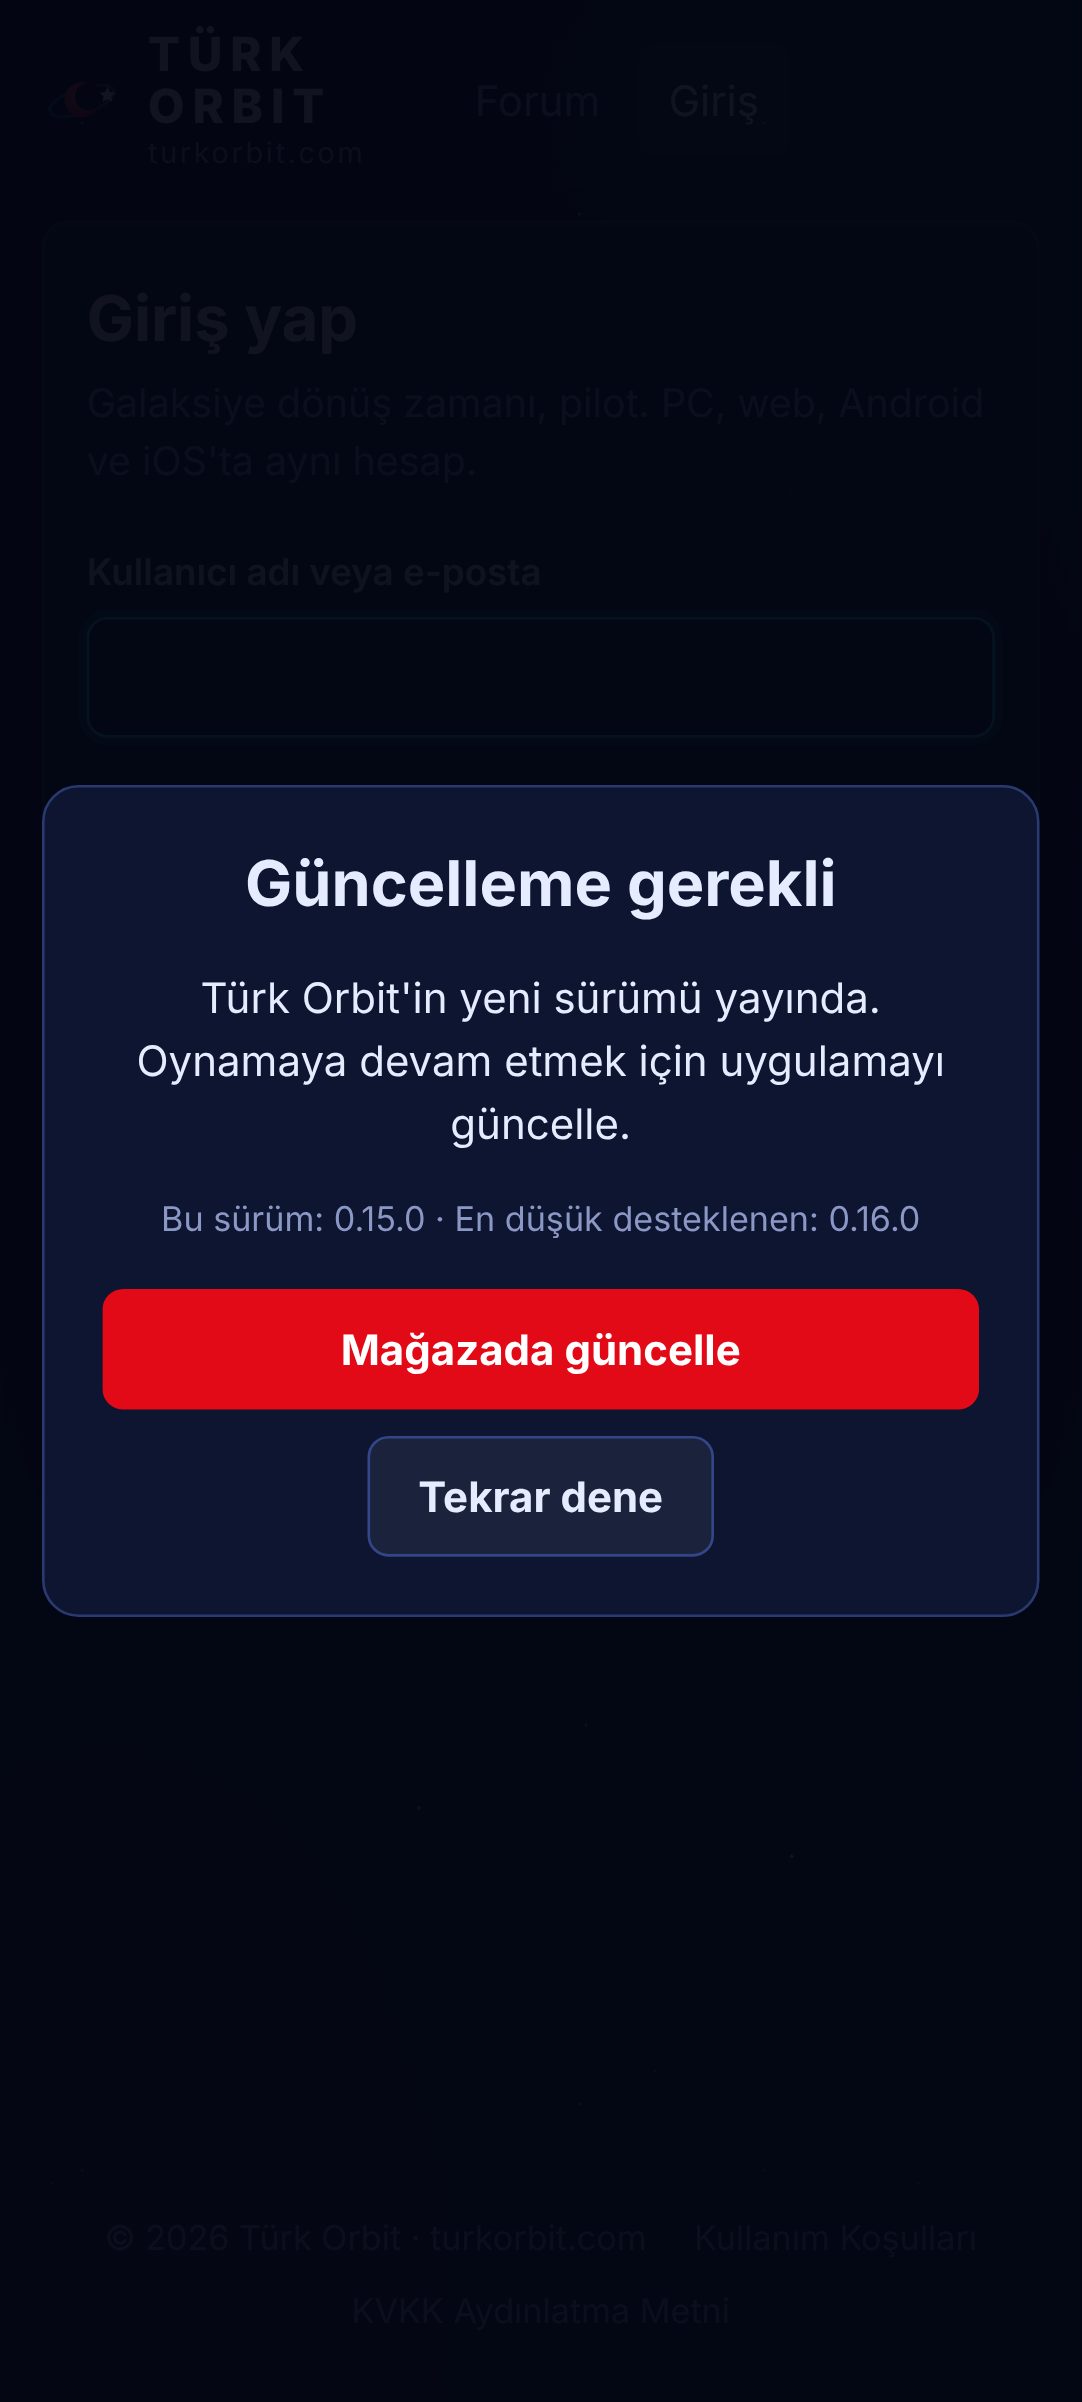 TÜRK
ORBIT
turkorbit.com
Forum
Giriş
Giriş yap
Galaksiye dönüş zamanı, pilot. PC, web, Android
ve iOS'ta aynı hesap.
Kullanıcı adı veya e-posta
Güncelleme gerekli
Türk Orbit'in yeni sürümü yayında.
Oynamaya devam etmek için uygulamayı
güncelle.
Bu sürüm: 0.15.0 · En düşük desteklenen: 0.16.0
Mağazada güncelle
Tekrar dene
© 2026 Türk Orbit · turkorbit.com Kullanım Koşulları
KVKK Aydınlatma Metni